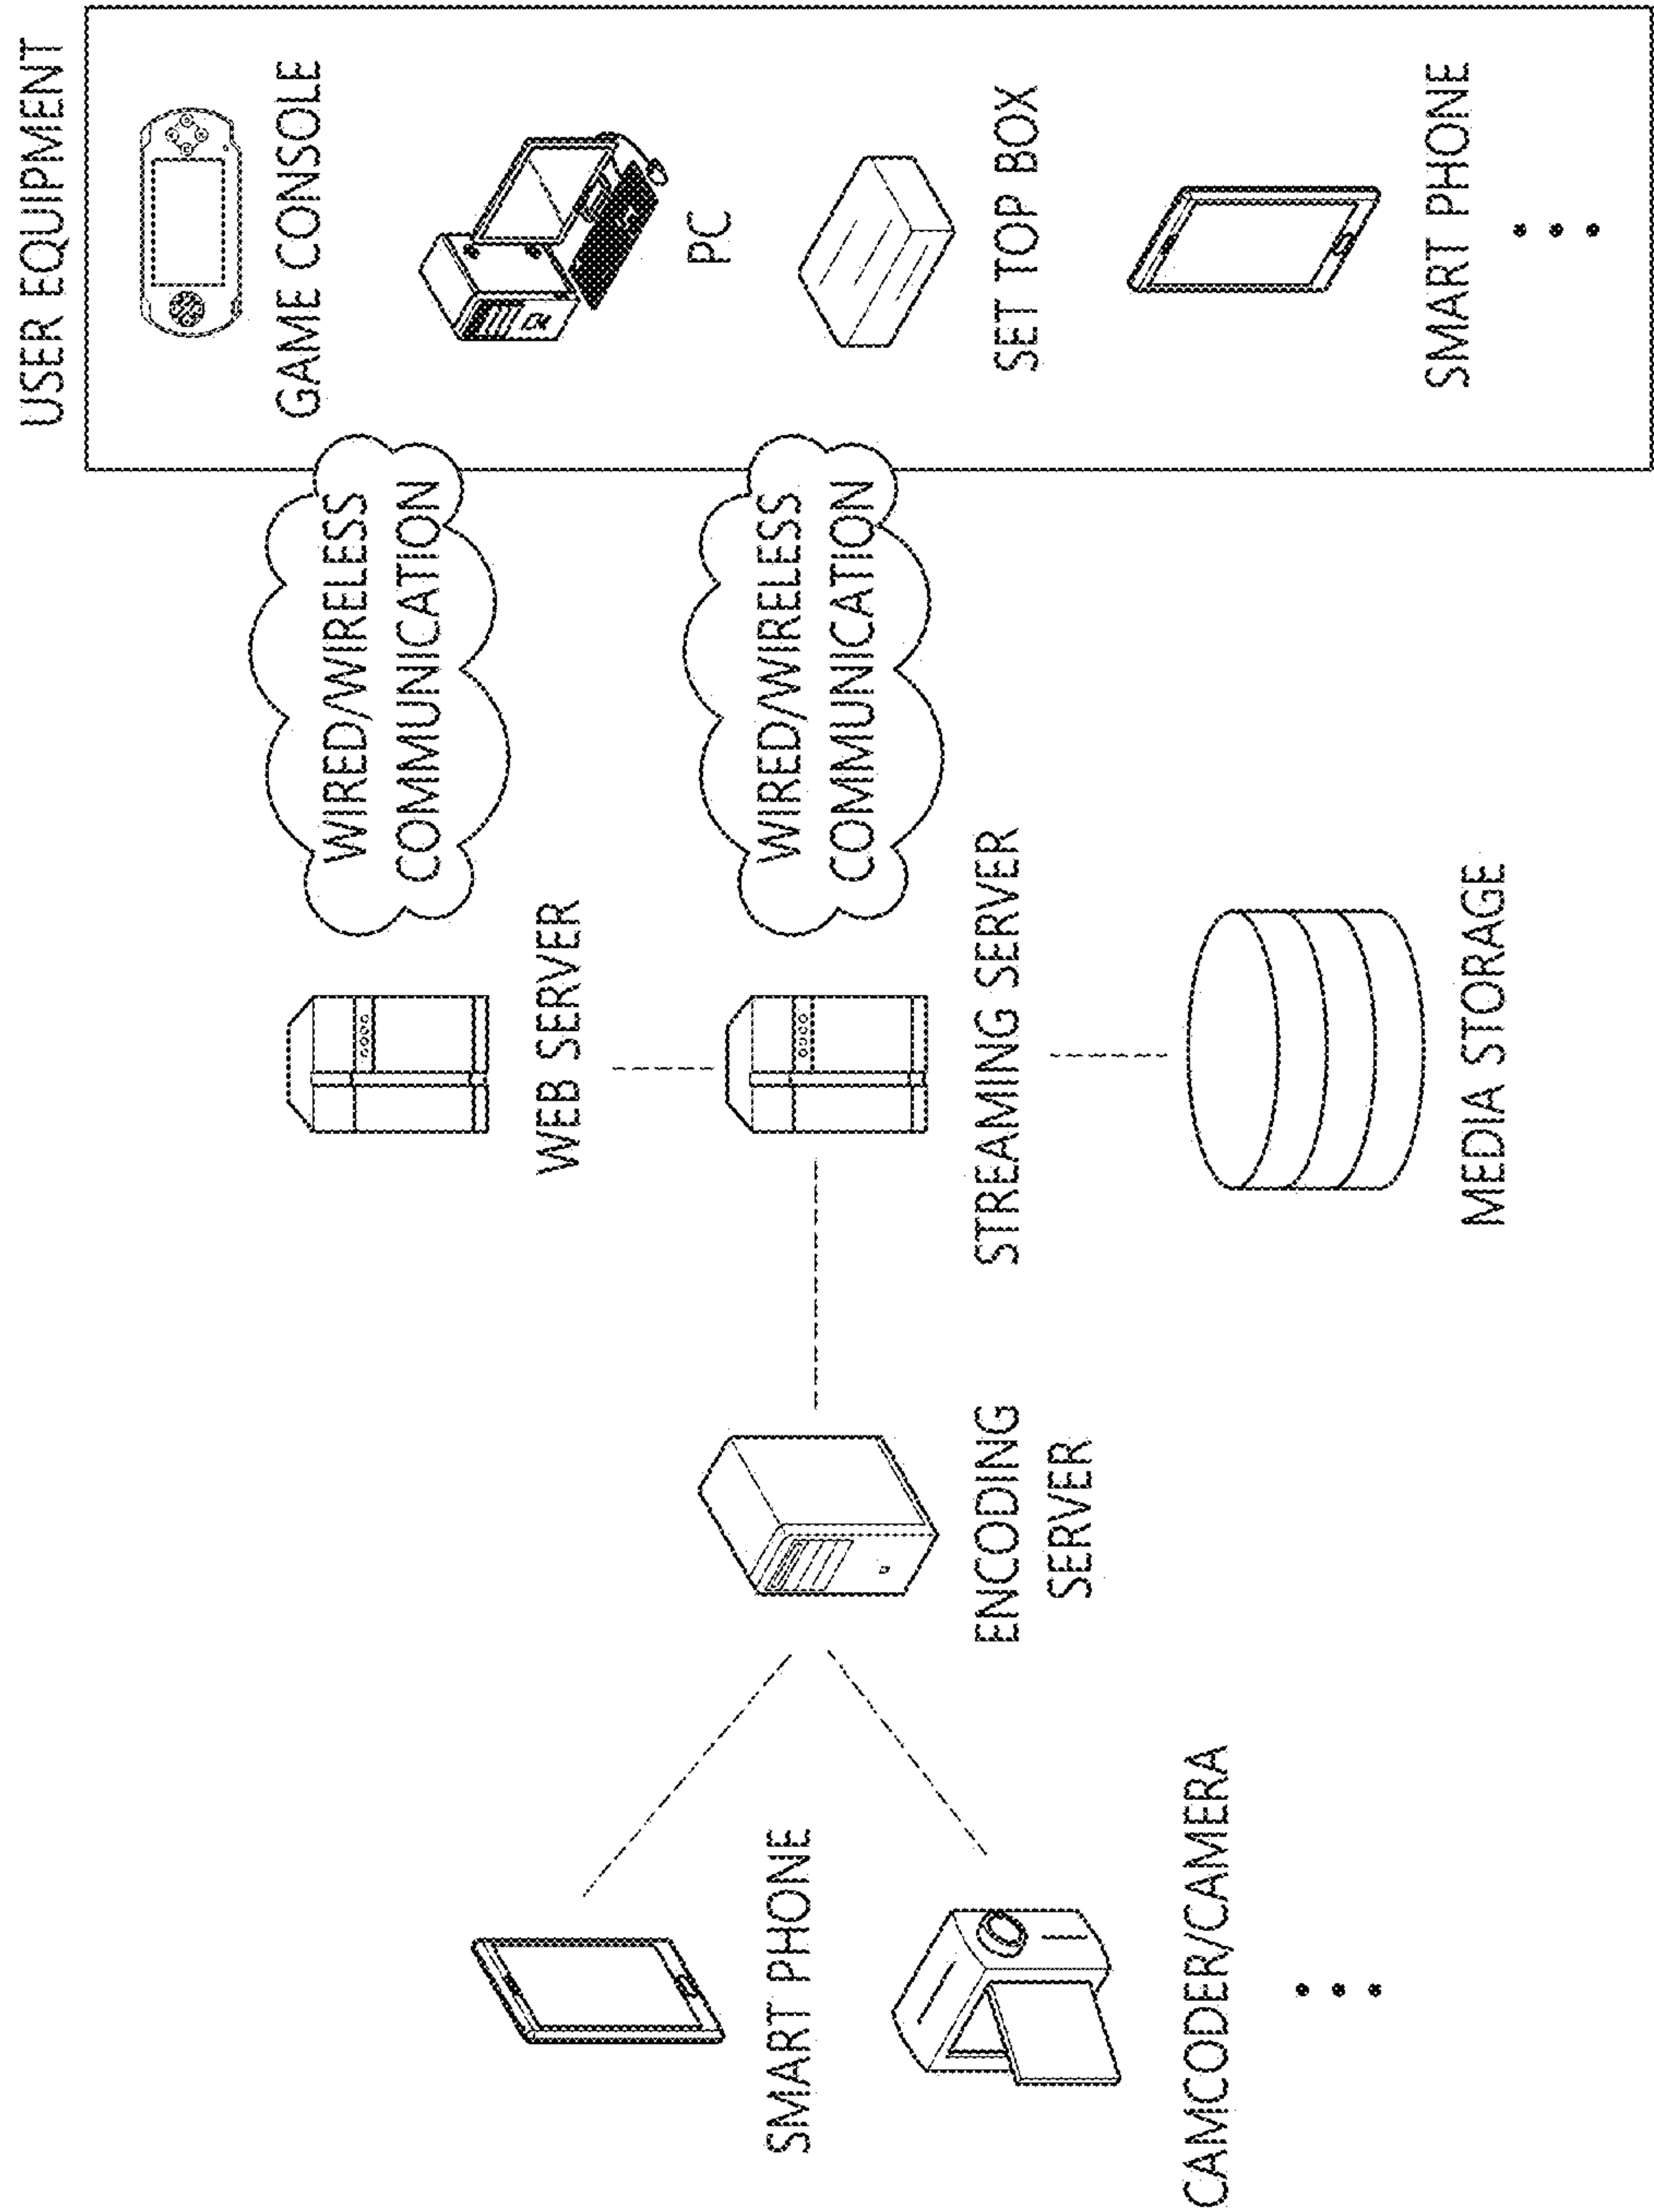 USER EQUIPMENT
GAME CONSOLE
PC
SET TOP BOX
SMART PHONE
WIRED/WIRELESS
COMMUNICATION
WIRED/WIRELESS
COMMUNICATION
WEB SERVER
STREAMING SERVER
MEDIA STORAGE
ENCODING
SERVER
SMART PHONE
CAMCODER/CAMERA